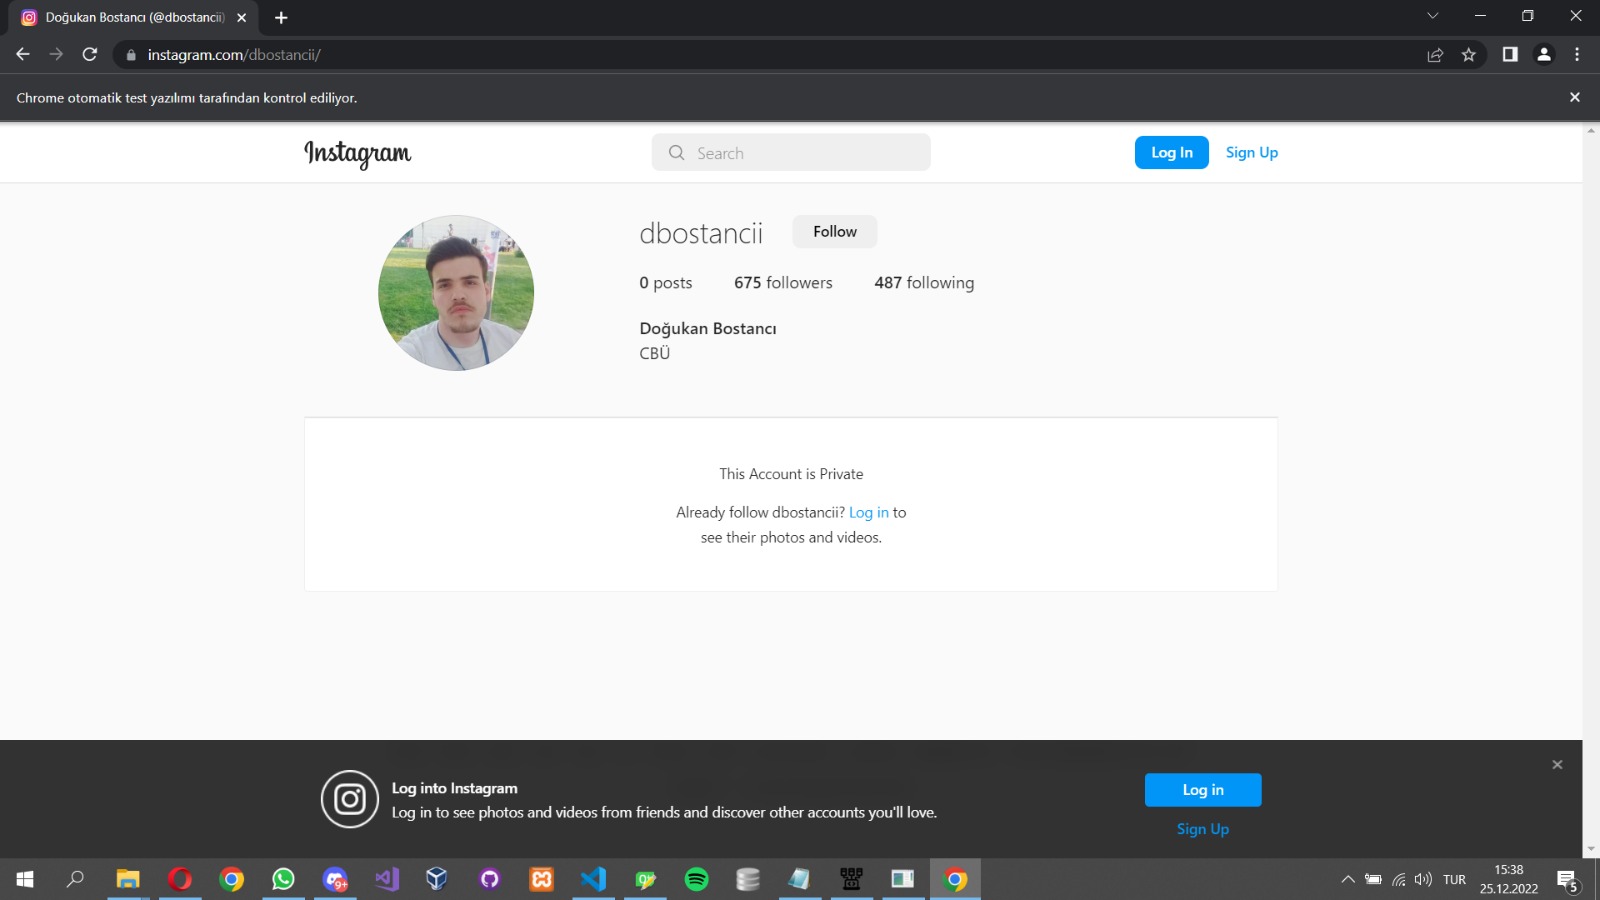 Doğukan Bostancı (@dbostancii)
instagram.com/dbostancii/
Chrome otomatik test yazılımı tarafından kontrol ediliyor.
Instagram
Search
Log In
Sign Up
dbostancii
Follow
0 posts 675 followers 487 following
Doğukan Bostancı
CBÜ
This Account is Private
Already follow dbostancii? Log in to
see their photos and videos.
Log into Instagram
Log in to see photos and videos from friends and discover other accounts you'll love.
Log in
Sign Up
9+
TUR
15:38
25.12.2022
5